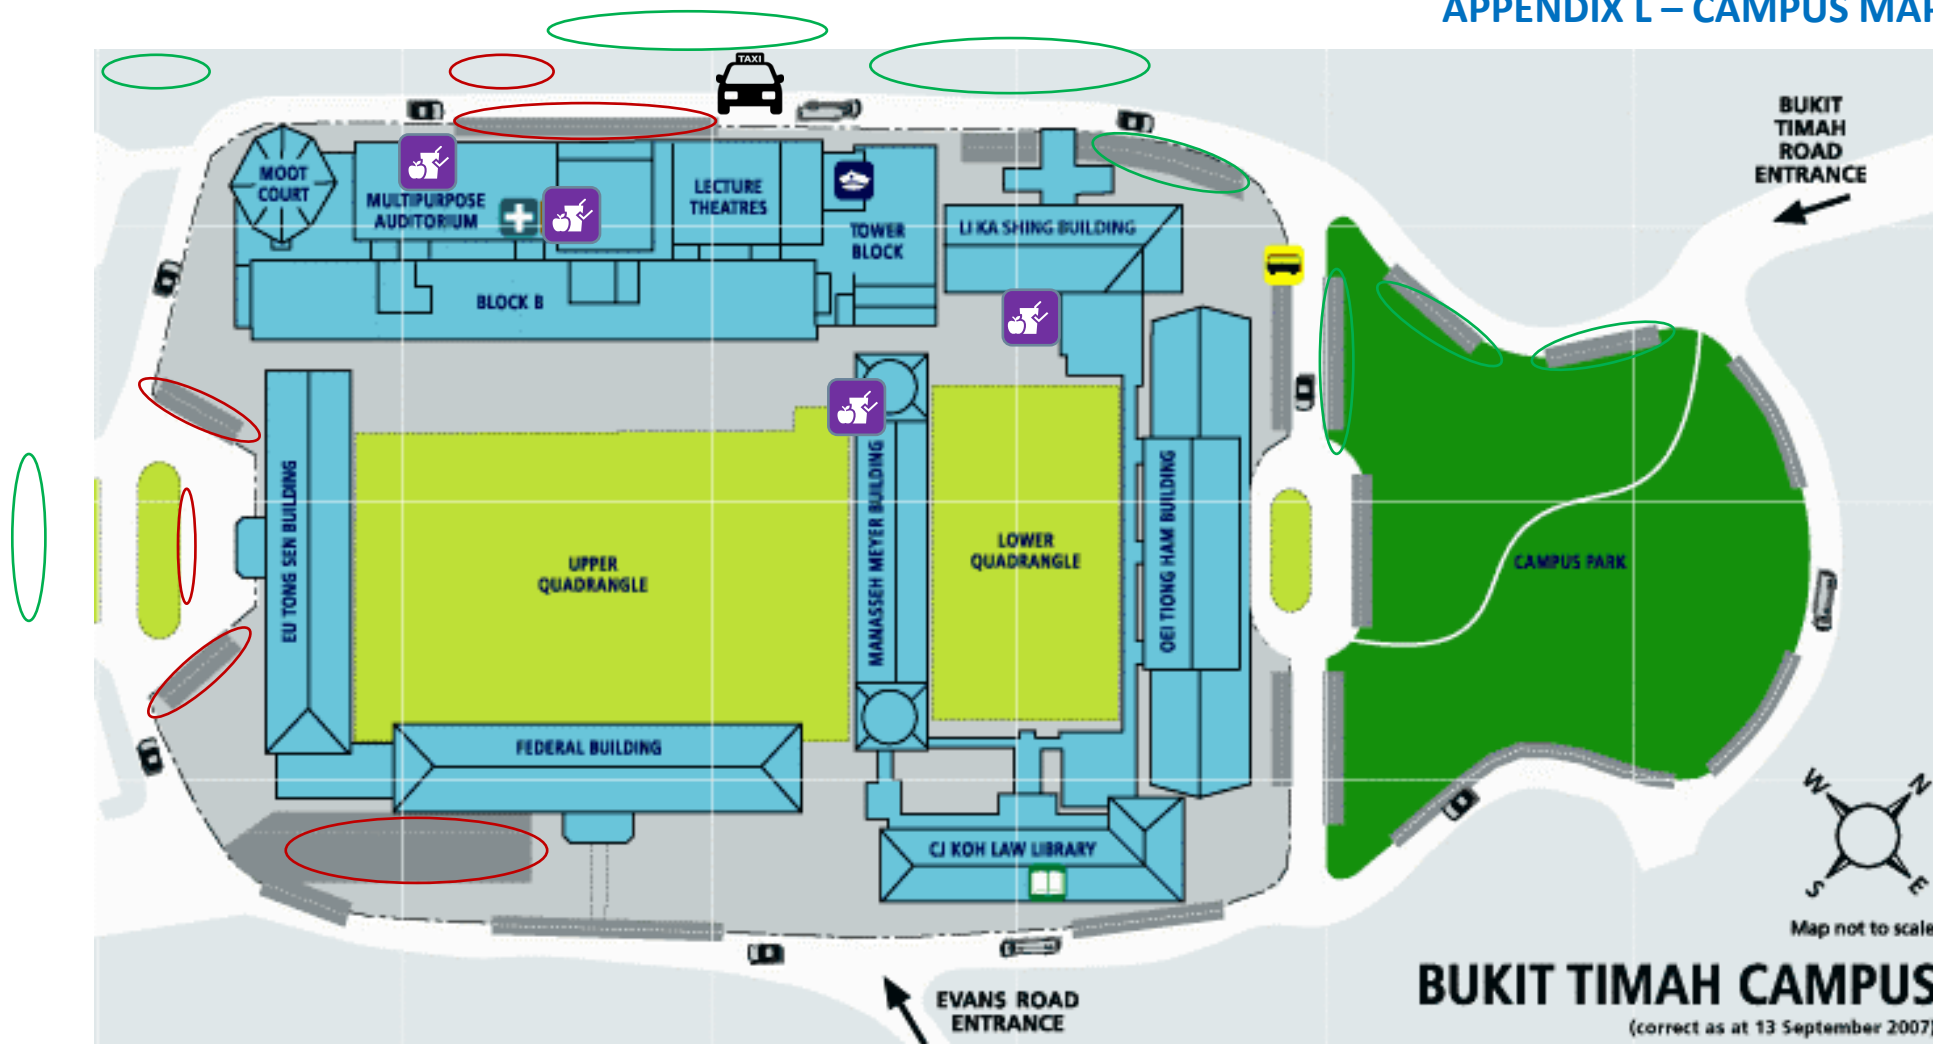 APPENDIX L – CAMPUS MAP
TAXI
BUKIT
TIMAH
ROAD
ENTRANCE
MOOT
COURT
MULTIPURPOSE
AUDITORIUM
LECTURE
THEATRES
TOWER
BLOCK
LI KA SHING BUILDING
BLOCK B
EU TONG SEN BUILDING
UPPER
QUADRANGLE
MANASSEH MEYER BUILDING
LOWER
QUADRANGLE
OEI TIONG HAM BUILDING
CAMPUS PARK
FEDERAL BUILDING
CJ KOH LAW LIBRARY
W
N
S
E
Map not to scale
BUKIT TIMAH CAMPUS
(correct as at 13 September 2007)
EVANS ROAD
ENTRANCE